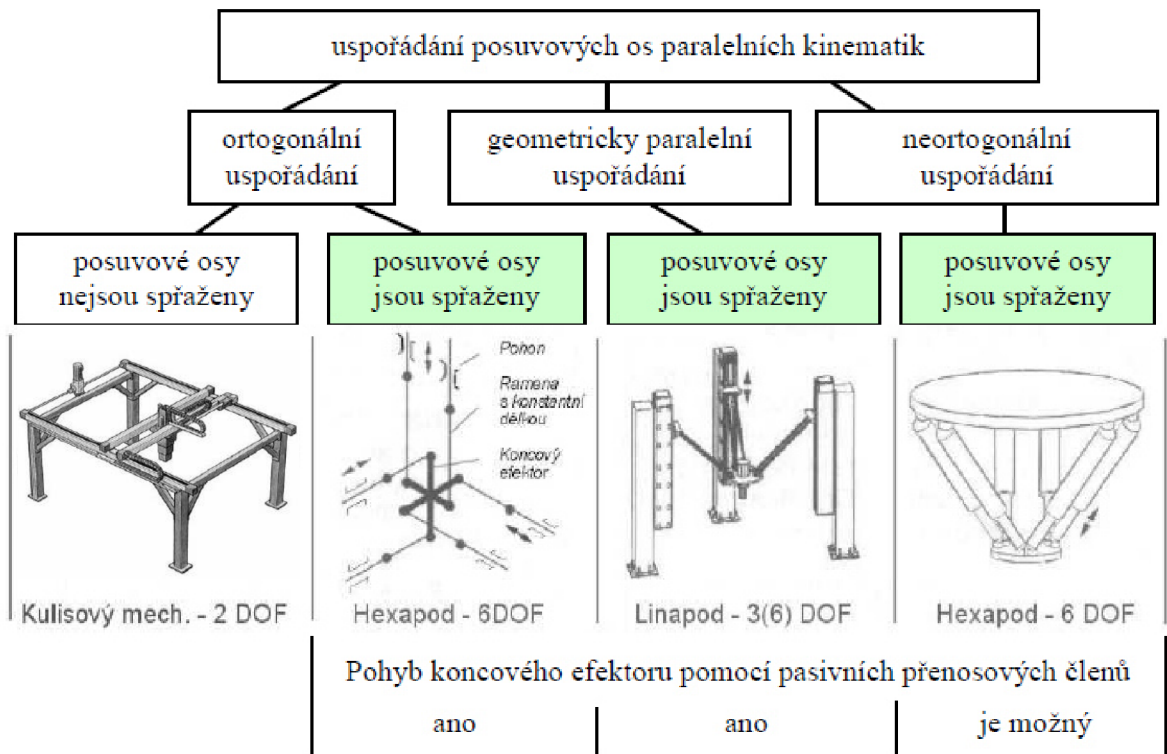 uspořádání posuvových os paralelních kinematik
ortogonální
uspořádání
geometricky paralelní
uspořádání
neortogonální
uspořádání
posuvové osy
nejsou spřaženy
posuvové osy
jsou spřaženy
posuvové osy
jsou spřaženy
posuvové osy
jsou spřaženy
Pohon
Ramena
s konstantní
délkou
Koncový
efektor
Kulisový mech. - 2 DOF
Hexapod - 6DOF
Linapod - 3(6) DOF
Hexapod - 6 DOF
Pohyb koncového efektoru pomocí pasivních přenosových členů
ano
ano
je možný